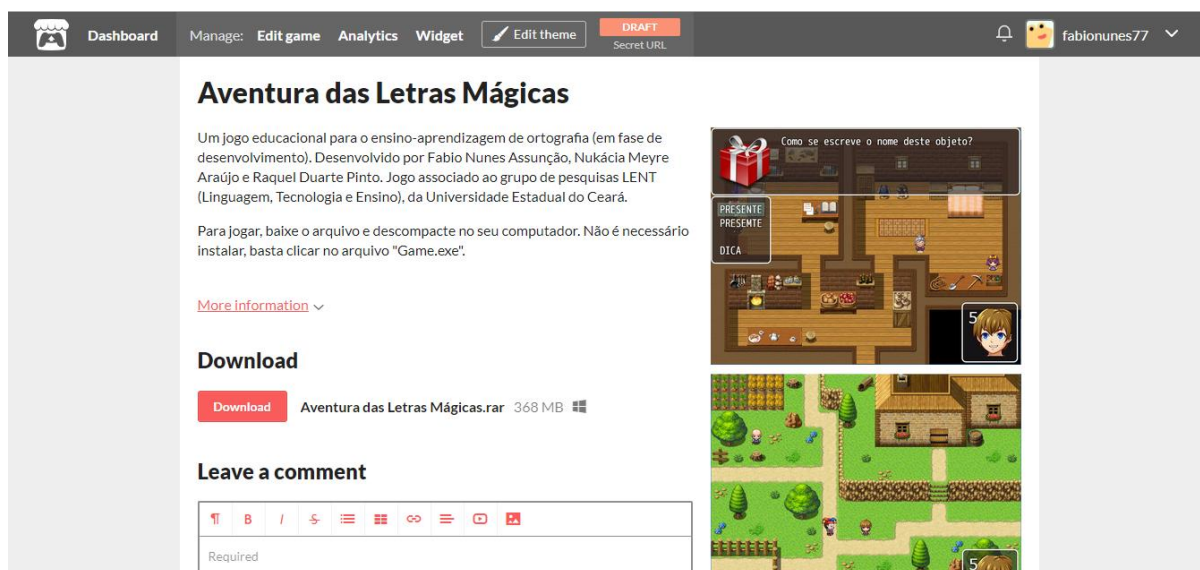 Dashboard
Manage: Edit game Analytics Widget Edit theme
DRAFT
Secret URL
fabionunes77
Aventura das Letras Mágicas
Um jogo educacional para o ensino-aprendizagem de ortografia (em fase de
desenvolvimento). Desenvolvido por Fabio Nunes Assunção, Nukácia Meyre
Araújo e Raquel Duarte Pinto. Jogo associado ao grupo de pesquisas LENT
(Linguagem, Tecnologia e Ensino), da Universidade Estadual do Ceará.
Para jogar, baixe o arquivo e descompacte no seu computador. Não é necessário
instalar, basta clicar no arquivo "Game.exe".
More information
Download
Download Aventura das Letras Mágicas.rar 368 MB
Leave a comment
B I S
Required
Como se escreve o nome deste objeto?
PRESENTE
PRESEMTE
DICA
5
5